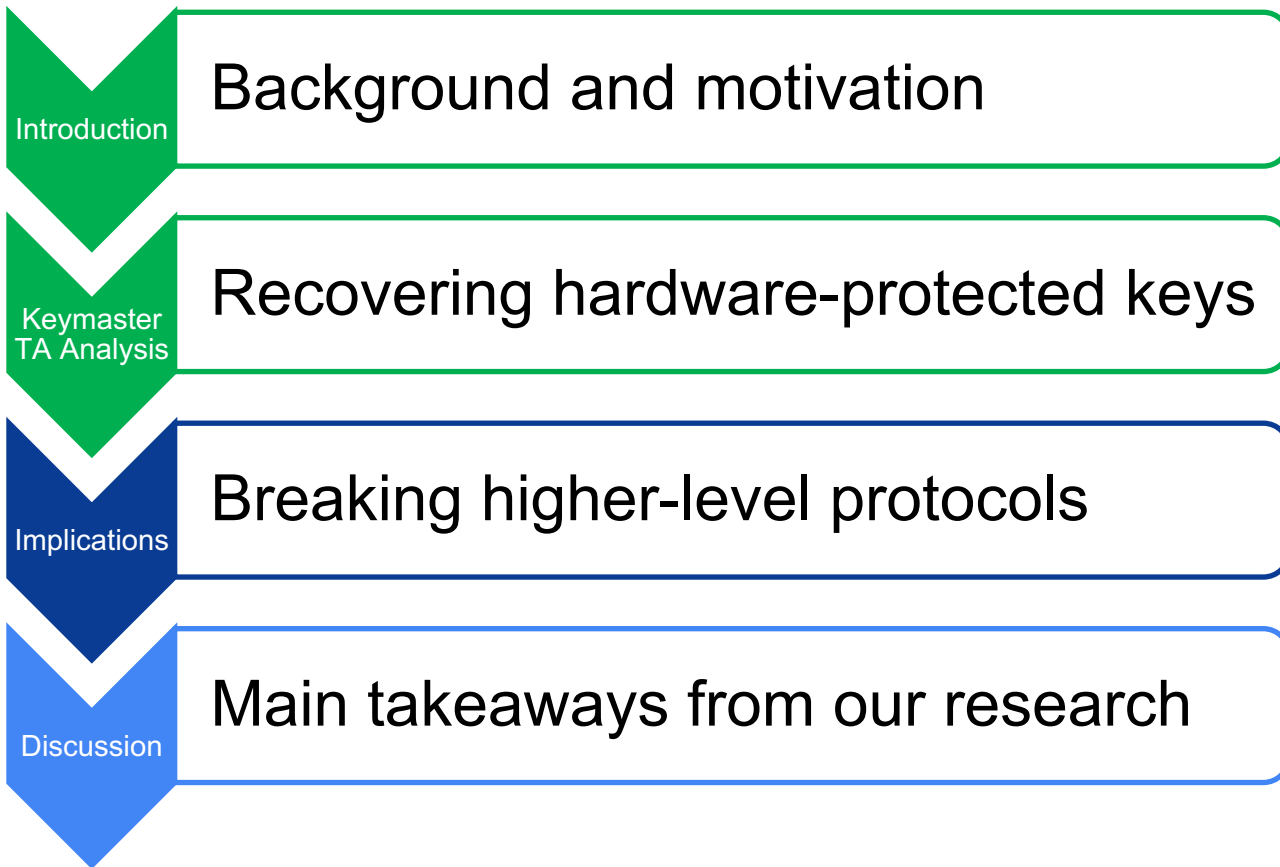 Introduction
Background and motivation
Keymaster
TA Analysis
Recovering hardware-protected keys
Implications
Breaking higher-level protocols
Discussion
Main takeaways from our research